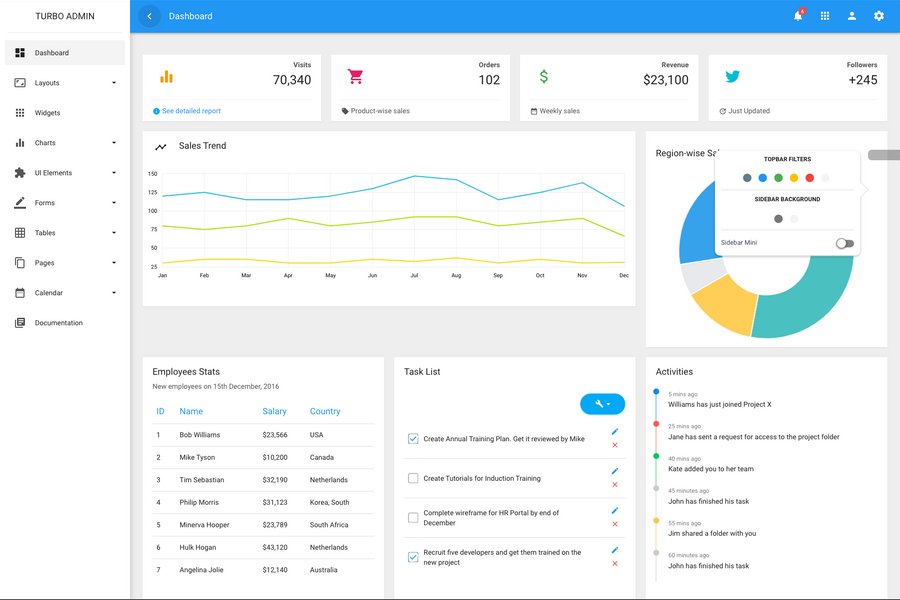 TURBO ADMIN
Dashboard
6
Dashboard
Layouts
Widgets
Charts
UI Elements
Forms
Tables
Pages
Calendar
Documentation
Visits
70,340
See detailed report
Orders
102
Product-wise sales
Revenue
$23,100
Weekly sales
Followers
+245
Just Updated
Sales Trend
150
125
100
75
50
25
Jan Feb Mar Apr May Jun Jul Aug Sep Oct Nov Dec
Region-wise Sal
TOPBAR FILTERS
SIDEBAR BACKGROUND
Sidebar Mini
Employees Stats
New employees on 15th December, 2016
ID Name Salary Country
1 Bob Williams $23,566 USA
2 Mike Tyson $10,200 Canada
3 Tim Sebastian $32,190 Netherlands
4 Philip Morris $31,123 Korea, South
5 Minerva Hooper $23,789 South Africa
6 Hulk Hogan $43,120 Netherlands
7 Angelina Jolie $12,140 Australia
Task List
Create Annual Training Plan. Get it reviewed by Mike
Create Tutorials for Induction Training
Complete wireframe for HR Portal by end of
December
Recruit five developers and get them trained on the
new project
Activities
5 mins ago
Williams has just joined Project X
25 mins ago
Jane has sent a request for access to the project folder
40 mins ago
Kate added you to her team
45 minutes ago
John has finished his task
55 mins ago
Jim shared a folder with you
60 minutes ago
John has finished his task